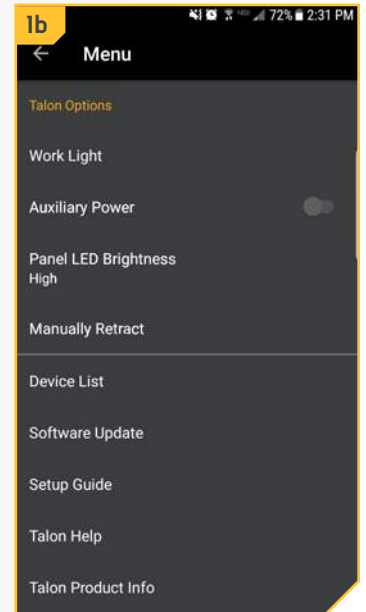 1b
72% 2:31 PM
Menu
Talon Options
Work Light
Auxiliary Power
Panel LED Brightness
High
Manually Retract
Device List
Software Update
Setup Guide
Talon Help
Talon Product Info